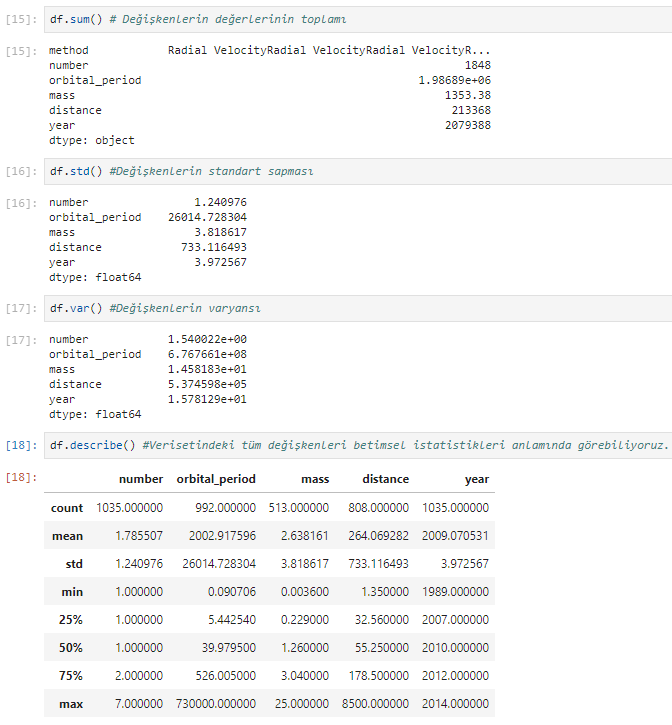 [15]: df.sum() # Değişkenlerin değerlerinin toplamı
[15]: method Radial VelocityRadial VelocityRadial VelocityR...
number 1848
orbital_period 1.98689e+06
mass 1353.38
distance 213368
year 2079388
dtype: object
[16]: df.std() #Değişkenlerin standart sapması
[16]: number 1.240976
orbital_period 26014.728304
mass 3.818617
distance 733.116493
year 3.972567
dtype: float64
[17]: df.var() #Değişkenlerin varyansı
[17]: number 1.540022e+00
orbital_period 6.767661e+08
mass 1.458183e+01
distance 5.374598e+05
year 1.578129e+01
dtype: float64
[18]: df.describe() #Verisetindeki tüm değişkenleri betimsel istatistikleri anlamında görebiliyoruz.
[18]: number orbital_period mass distance year
count 1035.000000 992.000000 513.000000 808.000000 1035.000000
mean 1.785507 2002.917596 2.638161 264.069282 2009.070531
std 1.240976 26014.728304 3.818617 733.116493 3.972567
min 1.000000 0.090706 0.003600 1.350000 1989.000000
25% 1.000000 5.442540 0.229000 32.560000 2007.000000
50% 1.000000 39.979500 1.260000 55.250000 2010.000000
75% 2.000000 526.005000 3.040000 178.500000 2012.000000
max 7.000000 730000.000000 25.000000 8500.000000 2014.000000